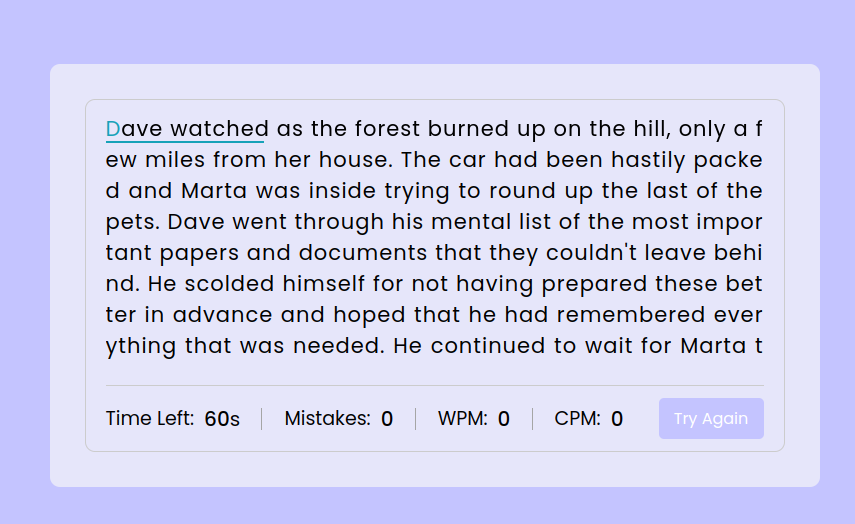 Dave watched as the forest burned up on the hill, only a f
ew miles from her house. The car had been hastily packe
d and Marta was inside trying to round up the last of the
pets. Dave went through his mental list of the most impor
tant papers and documents that they couldn't leave behi
nd. He scolded himself for not having prepared these bet
ter in advance and hoped that he had remembered ever
ything that was needed. He continued to wait for Marta t
Time Left: 60s Mistakes: 0 WPM: 0 CPM: 0 Try Again